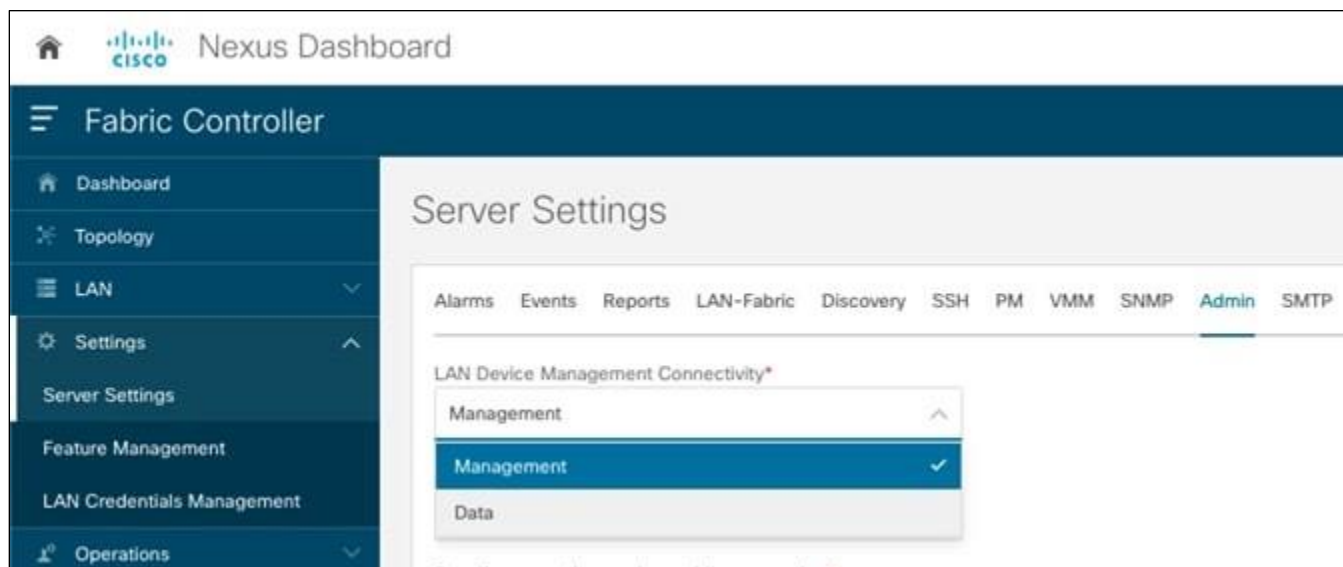 CISCO Nexus Dashboard
Fabric Controller
Dashboard
Topology
LAN
Settings
Server Settings
Feature Management
LAN Credentials Management
Operations
Server Settings
Alarms Events Reports LAN-Fabric Discovery SSH PM VMM SNMP Admin SMTP
LAN Device Management Connectivity*
Management
Management
Data